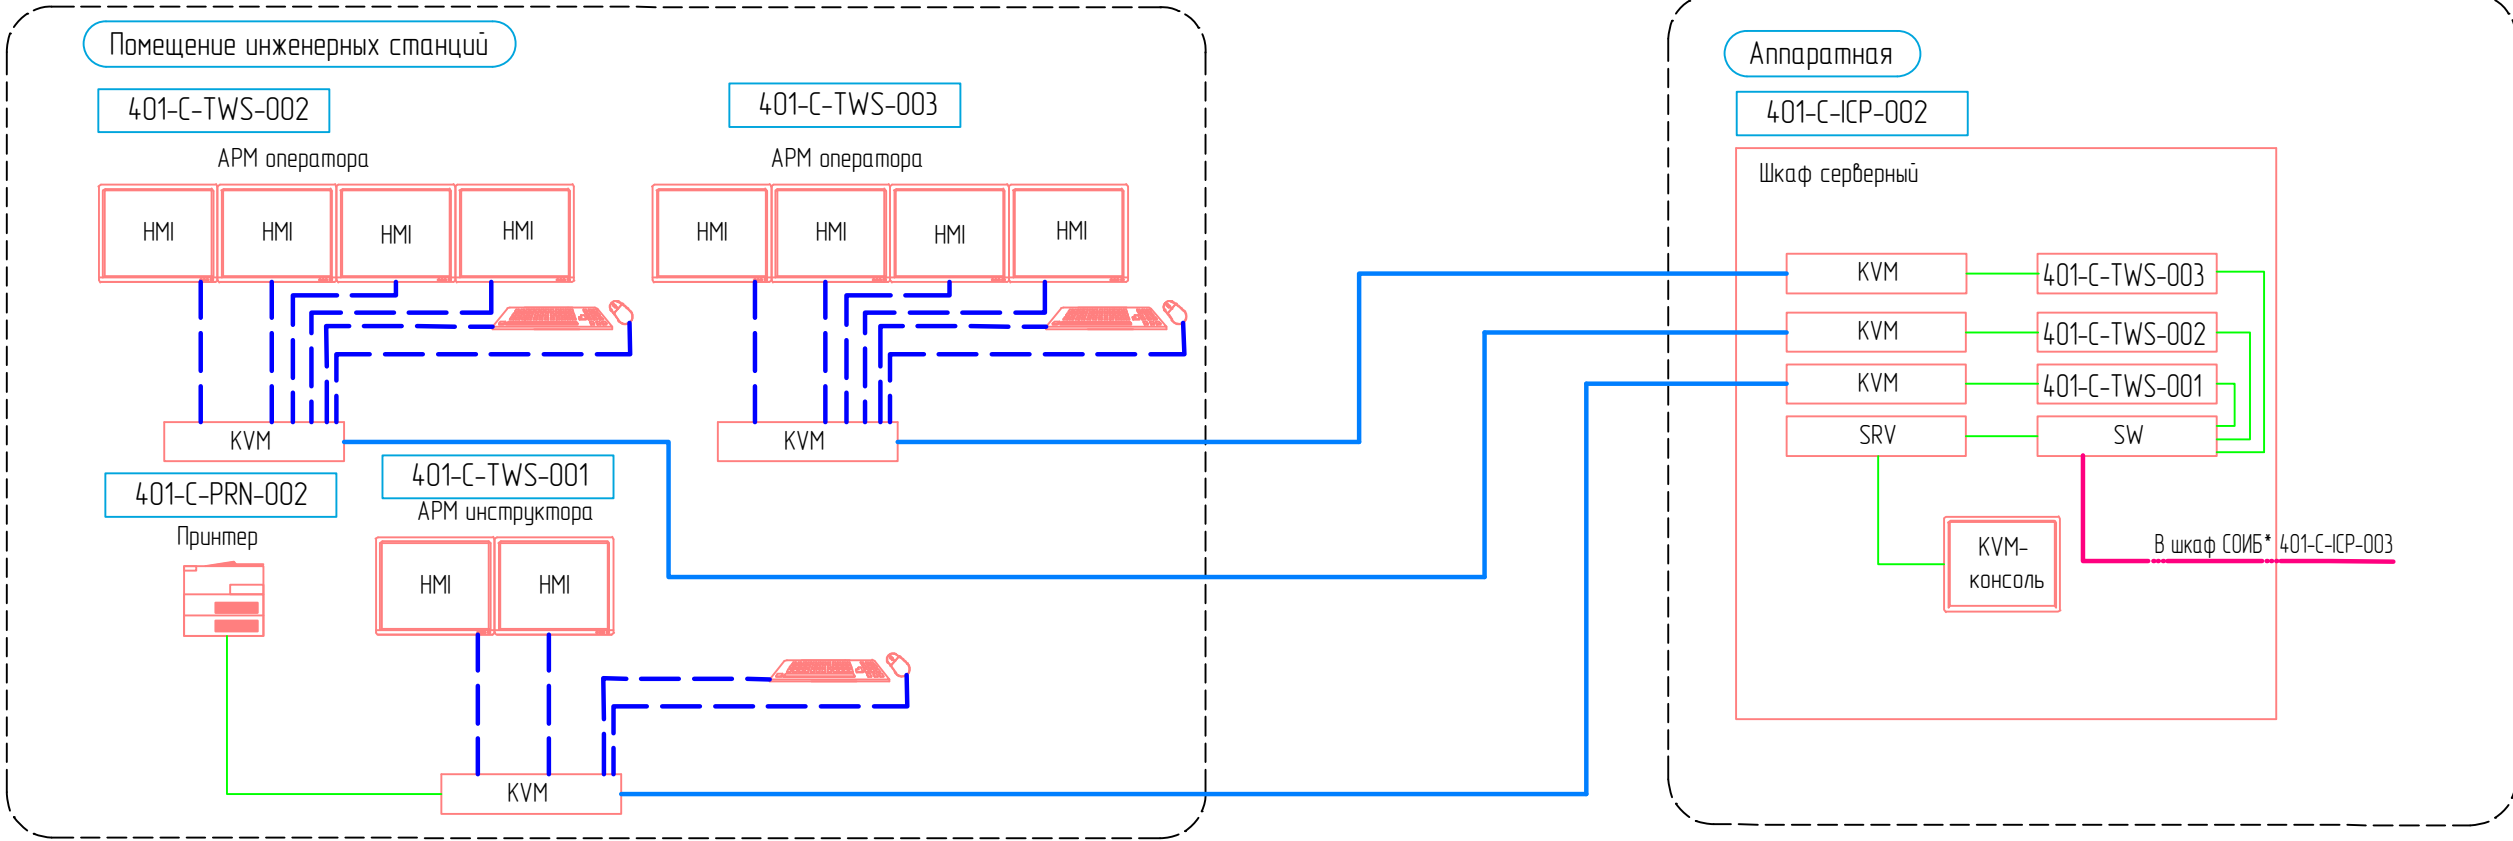 Помещение инженерных станций
401-C-TWS-002
АРМ оператора
HMI
HMI
HMI
HMI
KVM
401-C-TWS-003
АРМ оператора
HMI
HMI
HMI
HMI
KVM
401-C-PRN-002
Принтер
401-C-TWS-001
АРМ инструктора
HMI
HMI
KVM
Аппаратная
401-C-ICP-002
Шкаф серверный
KVM
401-C-TWS-003
KVM
401-C-TWS-002
KVM
401-C-TWS-001
SRV
SW
KVM-
консоль
В шкаф СОИБ* 401-C-ICP-003